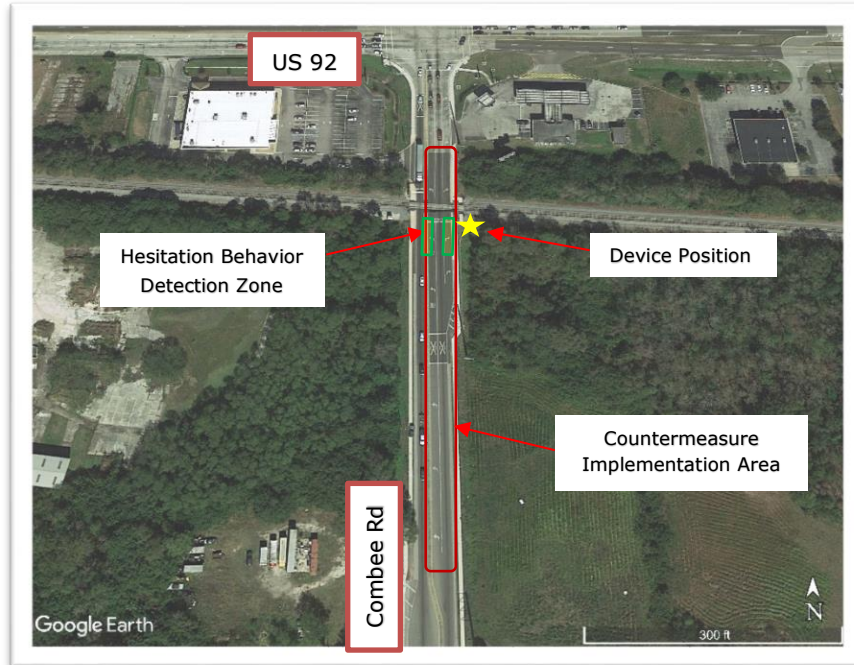 US 92
Hesitation Behavior
Detection Zone
Device Position
Countermeasure
Implementation Area
Combee Rd
Google Earth
N
300 ft